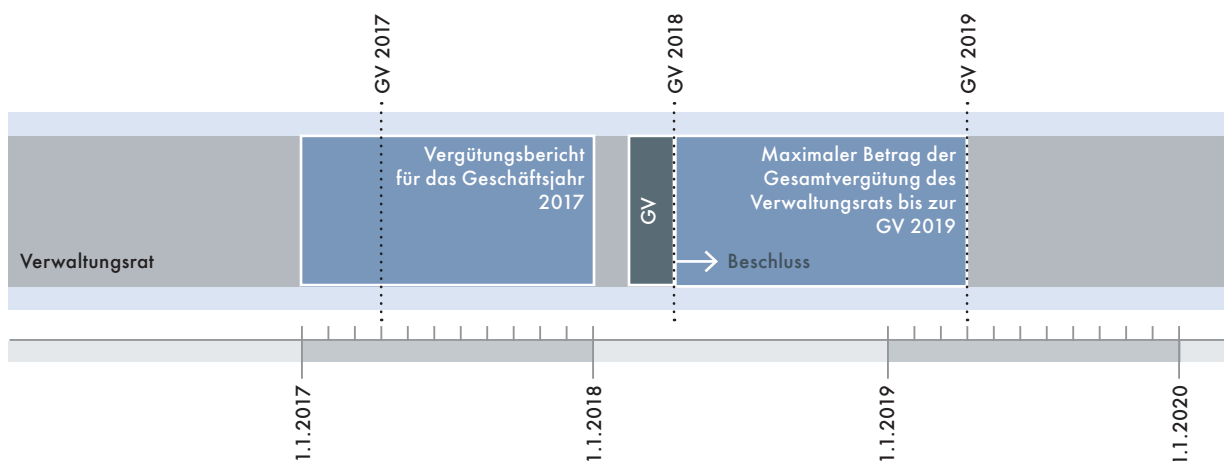 GV 2017
GV 2018
GV 2019
Vergütungsbericht
für das Geschäftsjahr
2017
GV
Maximaler Betrag der
Gesamtvergütung des
Verwaltungsrats bis zur
GV 2019
Verwaltungsrat
Beschluss
1.1.2017
1.1.2018
1.1.2019
1.1.2020